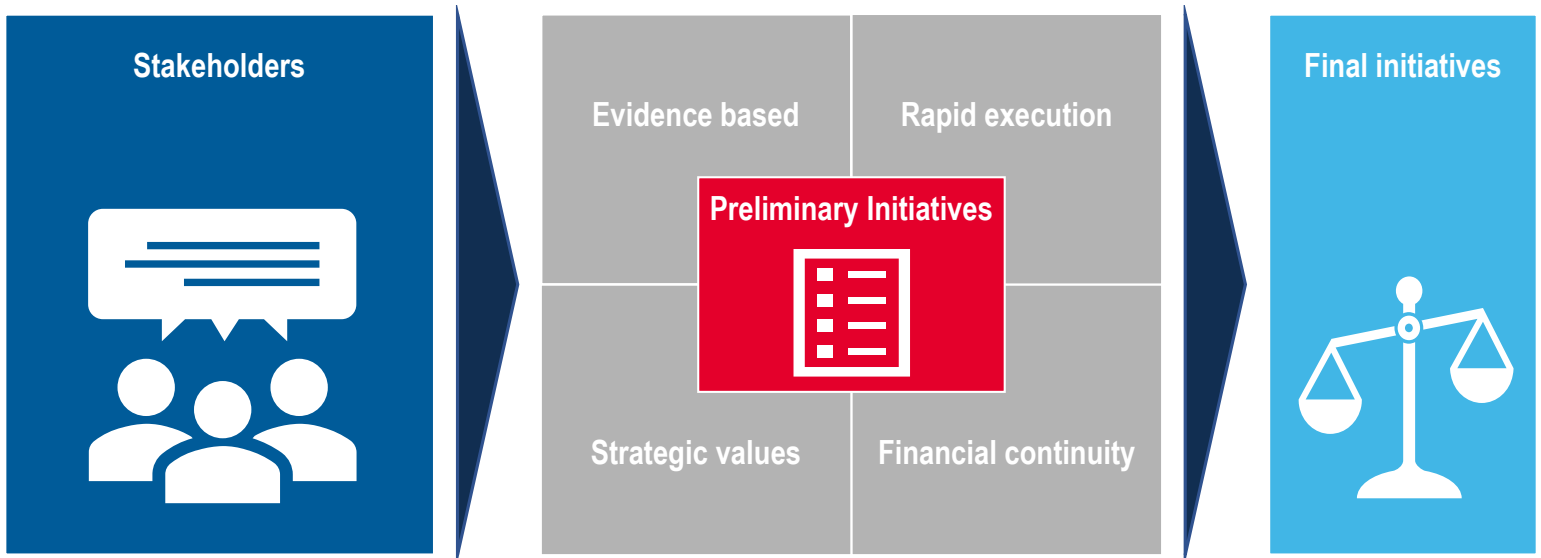 Stakeholders
Evidence based
Rapid execution
Preliminary Initiatives
Strategic values
Financial continuity
Final initiatives